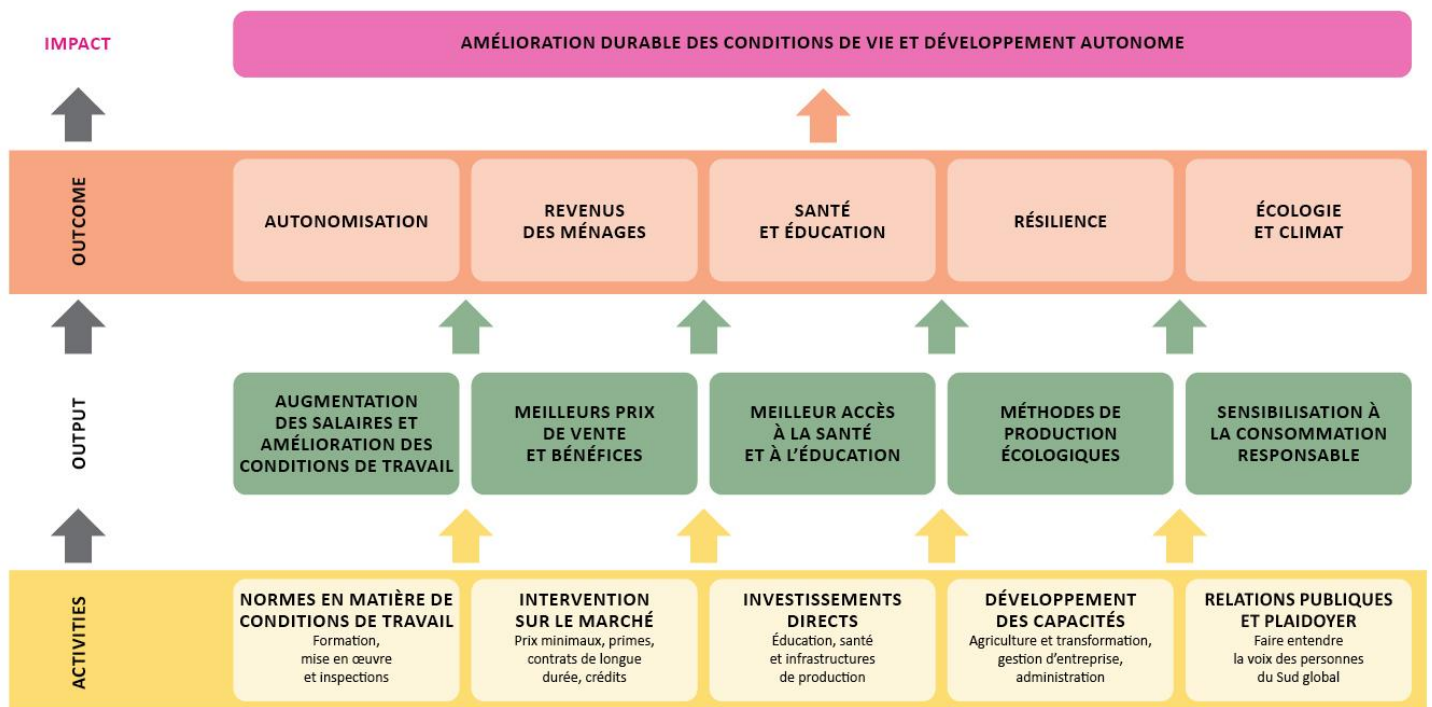 IMPACT
AMÉLIORATION DURABLE DES CONDITIONS DE VIE ET DÉVELOPPEMENT AUTONOME
OUTCOME
AUTONOMISATION
REVENUS
DES MÉNAGES
SANTÉ
ET ÉDUCATION
RÉSILIENCE
ÉCOLOGIE
ET CLIMAT
OUTPUT
AUGMENTATION
DES SALAIRES ET
AMÉLIORATION DES
CONDITIONS DE TRAVAIL
MEILLEURS PRIX
DE VENTE
ET BÉNÉFICES
MEILLEUR ACCÈS
À LA SANTÉ
ET À L’ÉDUCATION
MÉTHODES DE
PRODUCTION
ÉCOLOGIQUES
SENSIBILISATION À
LA CONSOMMATION
RESPONSABLE
ACTIVITIES
NORMES EN MATIÈRE DE
CONDITIONS DE TRAVAIL
Formation,
mise en œuvre
et inspections
INTERVENTION
SUR LE MARCHÉ
Prix minimaux, primes,
contrats de longue
durée, crédits
INVESTISSEMENTS
DIRECTS
Éducation, santé
et infrastructures
de production
DÉVELOPPEMENT
DES CAPACITÉS
Agriculture et transformation,
gestion d’entreprise,
administration
RELATIONS PUBLIQUES
ET PLAIDOYER
Faire entendre
la voix des personnes
du Sud global